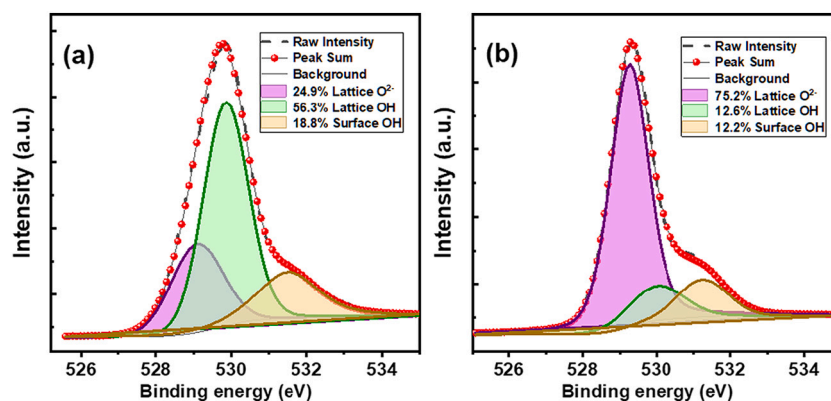 (a)
Raw Intensity
Peak Sum
Background
24.9% Lattice O²⁻
56.3% Lattice OH
18.8% Surface OH
Intensity (a.u.)
526 528 530 532 534
Binding energy (eV)
(b)
Raw Intensity
Peak Sum
Background
75.2% Lattice O²⁻
12.6% Lattice OH
12.2% Surface OH
Intensity (a.u.)
526 528 530 532 534
Binding energy (eV)